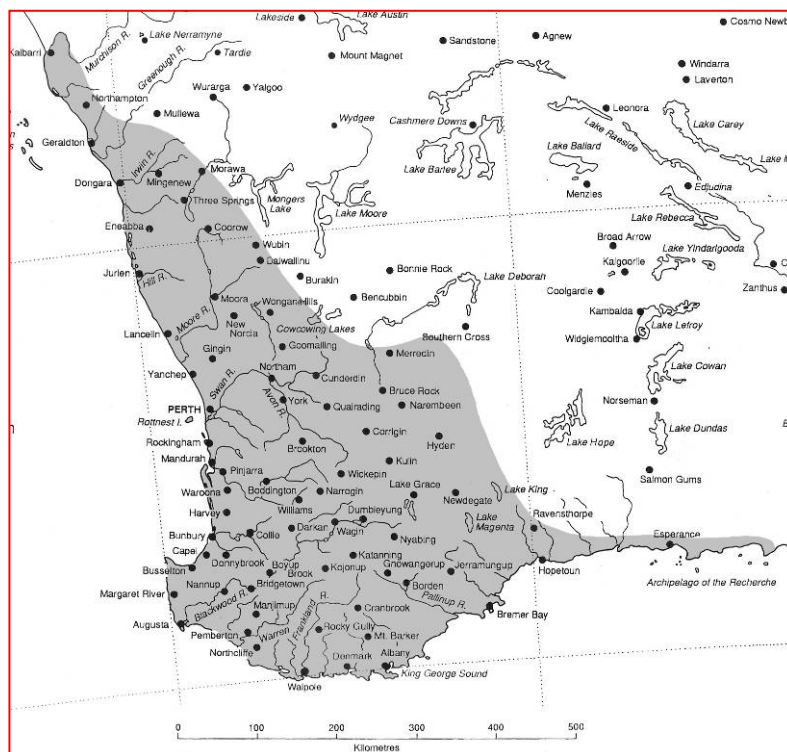 Lakeside
Lake Austin
Cosmo Newb
Lake Nerramyne
Sandstone
Agnew
Kalbarri
Murchison R.
Tardie
Mount Magnet
Greenough R.
Windarra
Laverton
Wurarga
Yalgoo
Northampton
Leonora
Mullewa
Wydgee
Cashmere Downs
Lake Carey
Lake Raeside
Geraldton
Irwin R.
Lake Ballard
Lake Barlee
Morawa
Dongara
Mingenew
Menzies
Edjudina
Mongers
Lake
Three Springs
Lake Moore
Lake Rebecca
Eneabba
Coorow
Broad Arrow
Lake Yindarlgooda
Wubin
Kalgoorlie
Dalwallinu
Jurien
Hill R.
Burakin
Bonnie Rock
Lake Deborah
Coolgardie
Zanthus
Moora
Wongan Hills
Bencubbin
Kambalda
Moore R.
New
Norcia
Cowcowing Lakes
Lake Lefroy
Lancelin
Southern Cross
Widgiemooltha
Goomalling
Gingin
Merredin
Lake Cowan
Yanchep
Northam
Cunderdin
Swan R.
Bruce Rock
Avon R.
York
Norseman
PERTH
Quairading
Narembeen
Rottnest I.
Corrigin
Lake Dundas
Rockingham
Brookton
Hyden
Lake Hope
Mandurah
Kulin
Pinjarra
Wickepin
Salmon Gums
Waroona
Boddington
Narrogin
Lake Grace
Lake King
Newdegate
Harvey
Williams
Dumbleyung
Lake
Magenta
Ravensthorpe
Darkan
Wagin
Bunbury
Collie
Nyabing
Esperance
Capel
Katanning
Busselton
Donnybrook
Boyup
Brook
Kojonup
Gnowangerup
Jerramungup
Hopetoun
Nannup
Bridgetown
Borden
Archipelago of the Recherche
Margaret River
Blackwood R.
Manjimup
Frankland
R.
Cranbrook
Pallinup R.
Bremer Bay
Augusta
Pemberton
Warren
Rocky Gully
Mt. Barker
Northcliffe
Denmark
Albany
King George Sound
Walpole
0 100 200 300 400 500
Kilometres